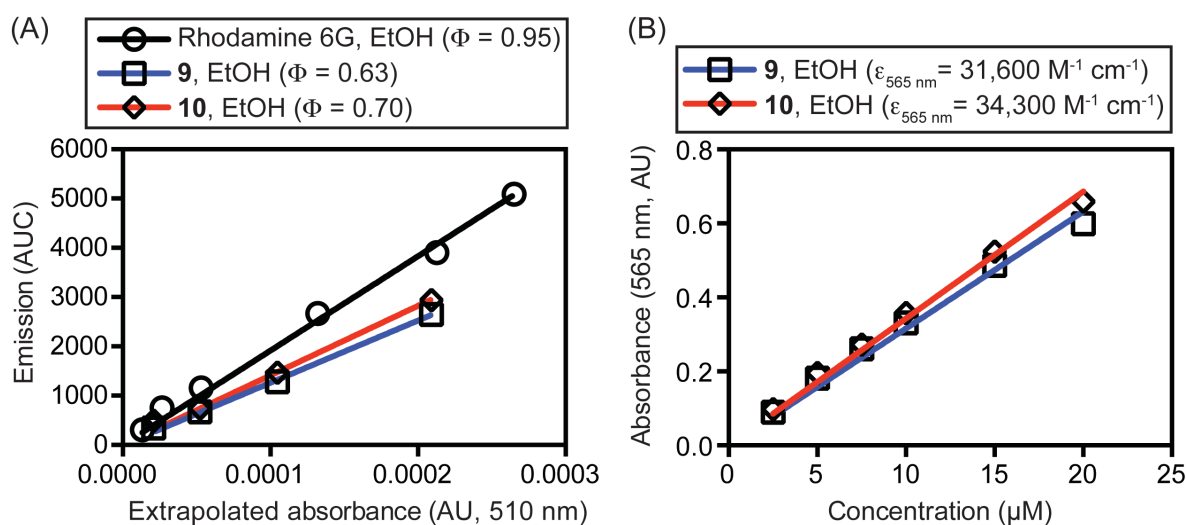 (A)
Rhodamine 6G, EtOH (Φ = 0.95)
9, EtOH (Φ = 0.63)
10, EtOH (Φ = 0.70)
6000
5000
4000
3000
2000
1000
0
Emission (AUC)
0.0000
0.0001
0.0002
0.0003
Extrapolated absorbance (AU, 510 nm)
(B)
9, EtOH (ε565 nm= 31,600 M-1 cm-1)
10, EtOH (ε565 nm= 34,300 M-1 cm-1)
0.8
0.6
0.4
0.2
0.0
Absorbance (565 nm, AU)
0
5
10
15
20
25
Concentration (µM)